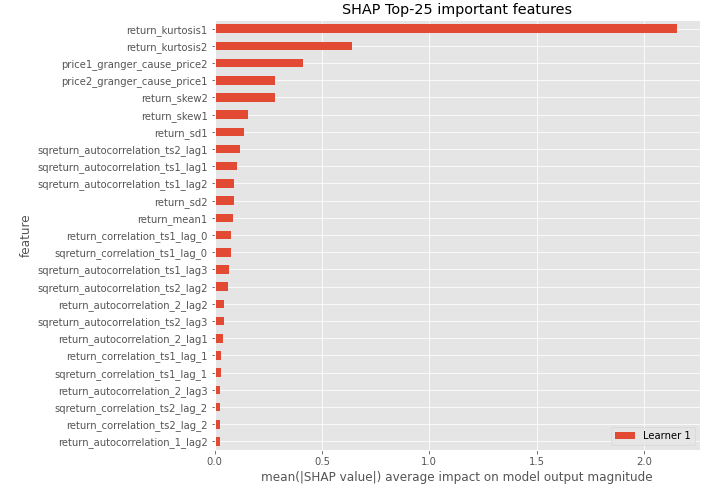 SHAP Top-25 important features
return_kurtosis1
return_kurtosis2
price1_granger_cause_price2
price2_granger_cause_price1
return_skew2
return_skew1
return_sd1
sqreturn_autocorrelation_ts2_lag1
sqreturn_autocorrelation_ts1_lag1
sqreturn_autocorrelation_ts1_lag2
return_sd2
return_mean1
return_correlation_ts1_lag_0
sqreturn_correlation_ts1_lag_0
sqreturn_autocorrelation_ts1_lag3
sqreturn_autocorrelation_ts2_lag2
return_autocorrelation_2_lag2
sqreturn_autocorrelation_ts2_lag3
return_autocorrelation_2_lag1
return_correlation_ts1_lag_1
sqreturn_correlation_ts1_lag_1
return_autocorrelation_2_lag3
sqreturn_correlation_ts2_lag_2
return_correlation_ts2_lag_2
return_autocorrelation_1_lag2
feature
Learner 1
0.0 0.5 1.0 1.5 2.0
mean(|SHAP value|) average impact on model output magnitude